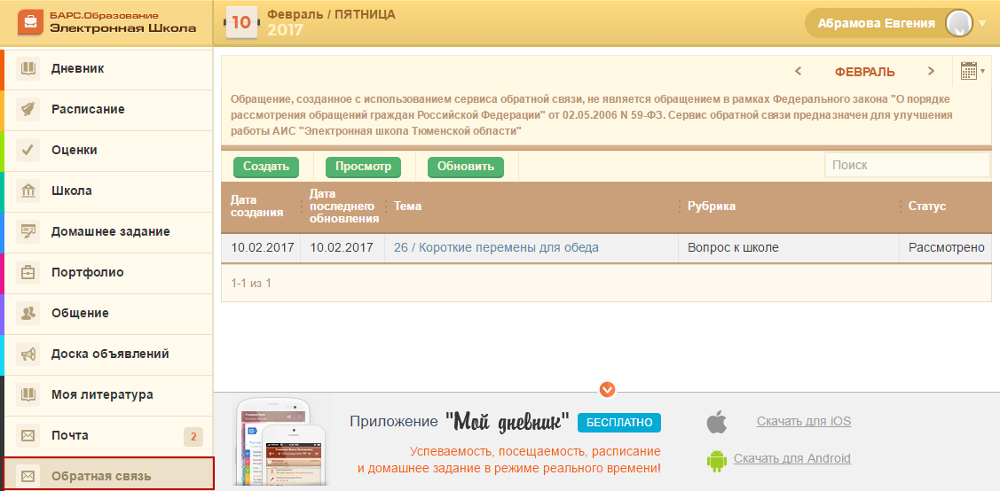 БАРС.Образование
Электронная Школа
10
Февраль / ПЯТНИЦА
2017
Абрамова Евгения
Дневник
Расписание
Оценки
Школа
Домашнее задание
Портфолио
Общение
Доска объявлений
Моя литература
Почта 2
Обратная связь
ФЕВРАЛЬ
Обращение, созданное с использованием сервиса обратной связи, не является обращением в рамках Федерального закона "О порядке
рассмотрения обращений граждан Российской Федерации" от 02.05.2006 N 59-ФЗ. Сервис обратной связи предназначен для улучшения
работы АИС "Электронная школа Тюменской области"
Создать Просмотр Обновить Поиск
Дата создания Дата последнего обновления Тема Рубрика Статус
10.02.2017 10.02.2017 26 / Короткие перемены для обеда Вопрос к школе Рассмотрено
1-1 из 1
Приложение "Мой дневник" БЕСПЛАТНО
Успеваемость, посещаемость, расписание
и домашнее задание в режиме реального времени!
Скачать для iOS
Скачать для Android